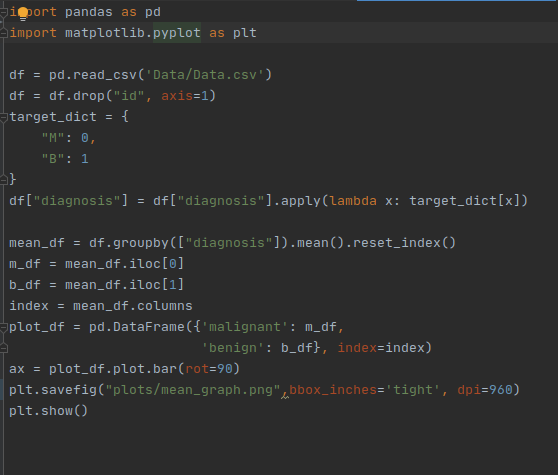 import pandas as pd
import matplotlib.pyplot as plt
df = pd.read_csv('Data/Data.csv')
df = df.drop("id", axis=1)
target_dict = {
    "M": 0,
    "B": 1
}
df["diagnosis"] = df["diagnosis"].apply(lambda x: target_dict[x])
mean_df = df.groupby(["diagnosis"]).mean().reset_index()
m_df = mean_df.iloc[0]
b_df = mean_df.iloc[1]
index = mean_df.columns
plot_df = pd.DataFrame({'malignant': m_df,
                        'benign': b_df}, index=index)
ax = plot_df.plot.bar(rot=90)
plt.savefig("plots/mean_graph.png",bbox_inches='tight', dpi=960)
plt.show()